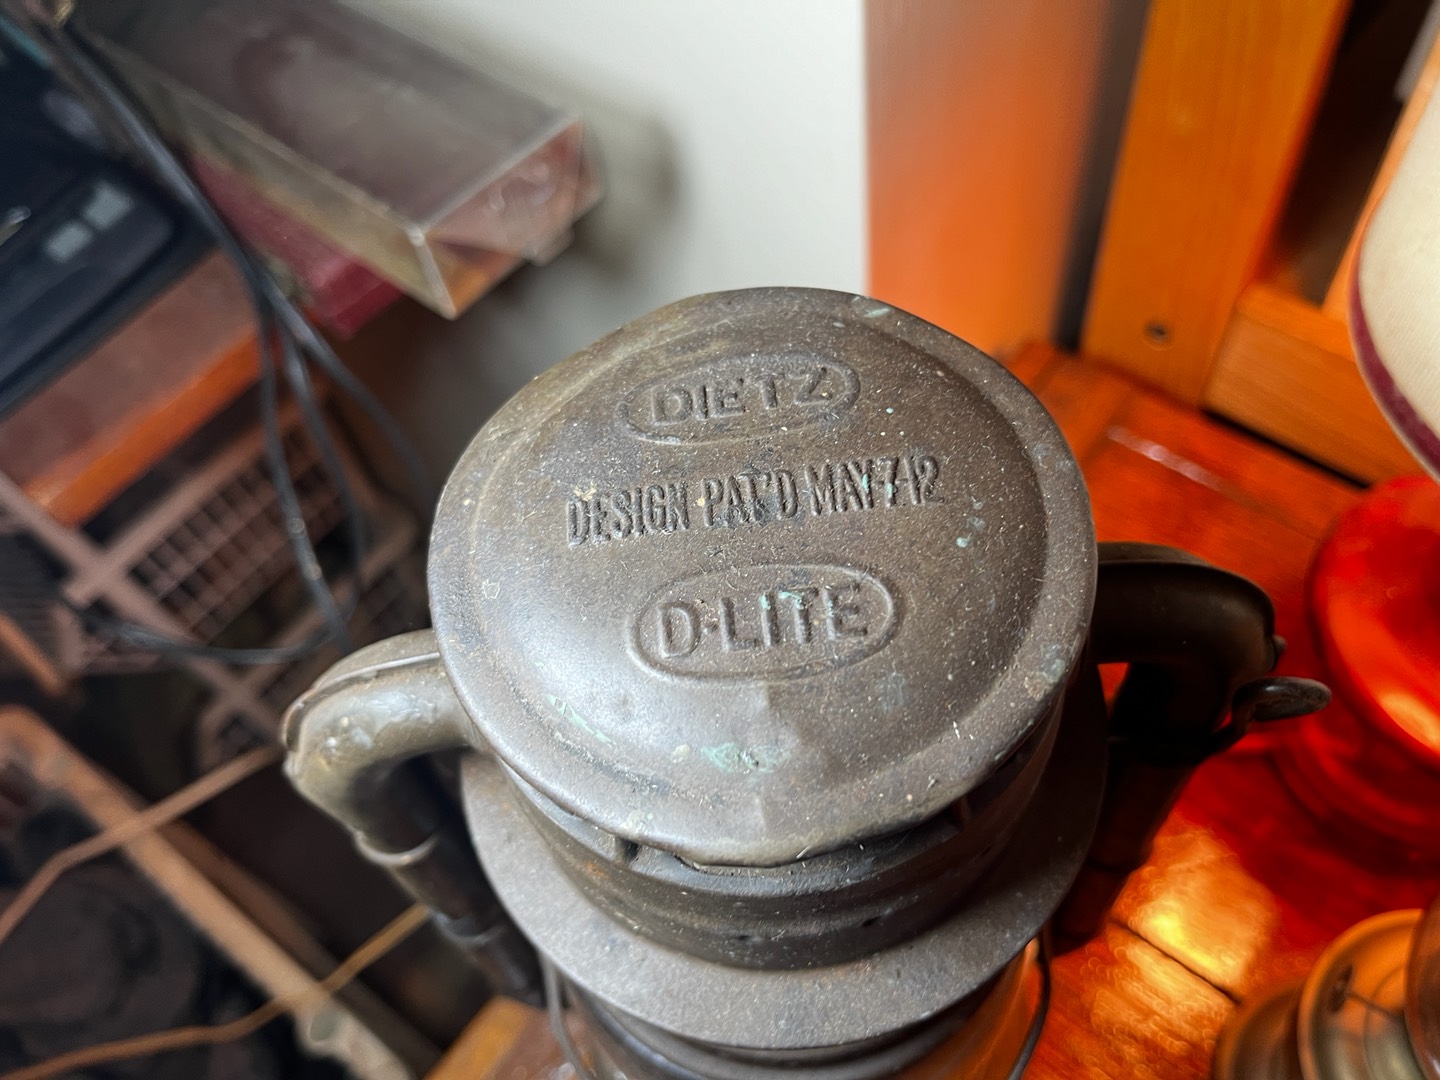 DIETZ
DESIGN PAT'D MAY-7-12
D-LITE